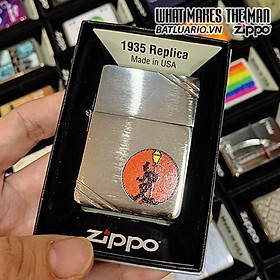 WHAT MAKES THE MAN
BATLUARIO.VN zippo
1935 Replica
Made in USA
zippo